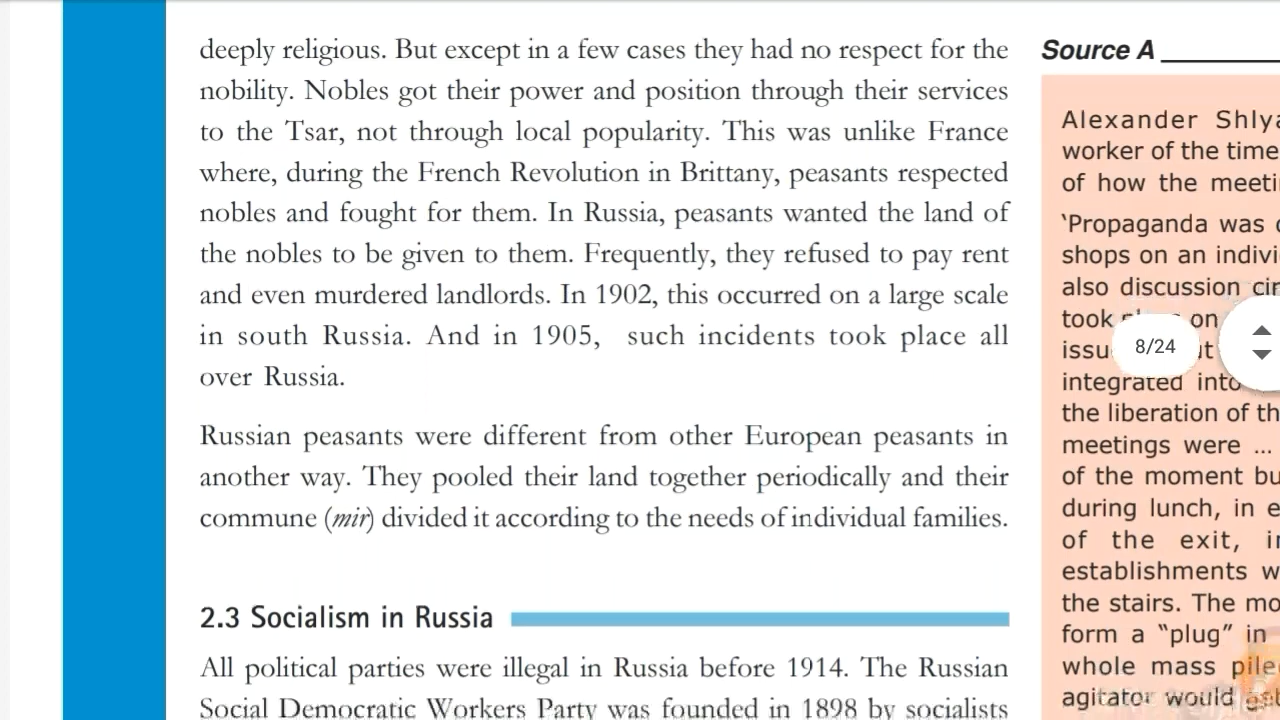 deeply religious. But except in a few cases they had no respect for the
nobility. Nobles got their power and position through their services
to the Tsar, not through local popularity. This was unlike France
where, during the French Revolution in Brittany, peasants respected
nobles and fought for them. In Russia, peasants wanted the land of
the nobles to be given to them. Frequently, they refused to pay rent
and even murdered landlords. In 1902, this occurred on a large scale
in south Russia. And in 1905, such incidents took place all
over Russia.
Russian peasants were different from other European peasants in
another way. They pooled their land together periodically and their
commune (mir) divided it according to the needs of individual families.
2.3 Socialism in Russia
All political parties were illegal in Russia before 1914. The Russian
Social Democratic Workers Party was founded in 1898 by socialists
Source A
Alexander Shlya
worker of the time
of how the meeti
'Propaganda was
shops on an indivi
also discussion cir
took on
issu
integrated into
the liberation of th
meetings were ...
of the moment bu
during lunch, in e
of the exit, i
establishments w
the stairs. The mo
form a "plug" in
whole mass pile
agitator would
8/24